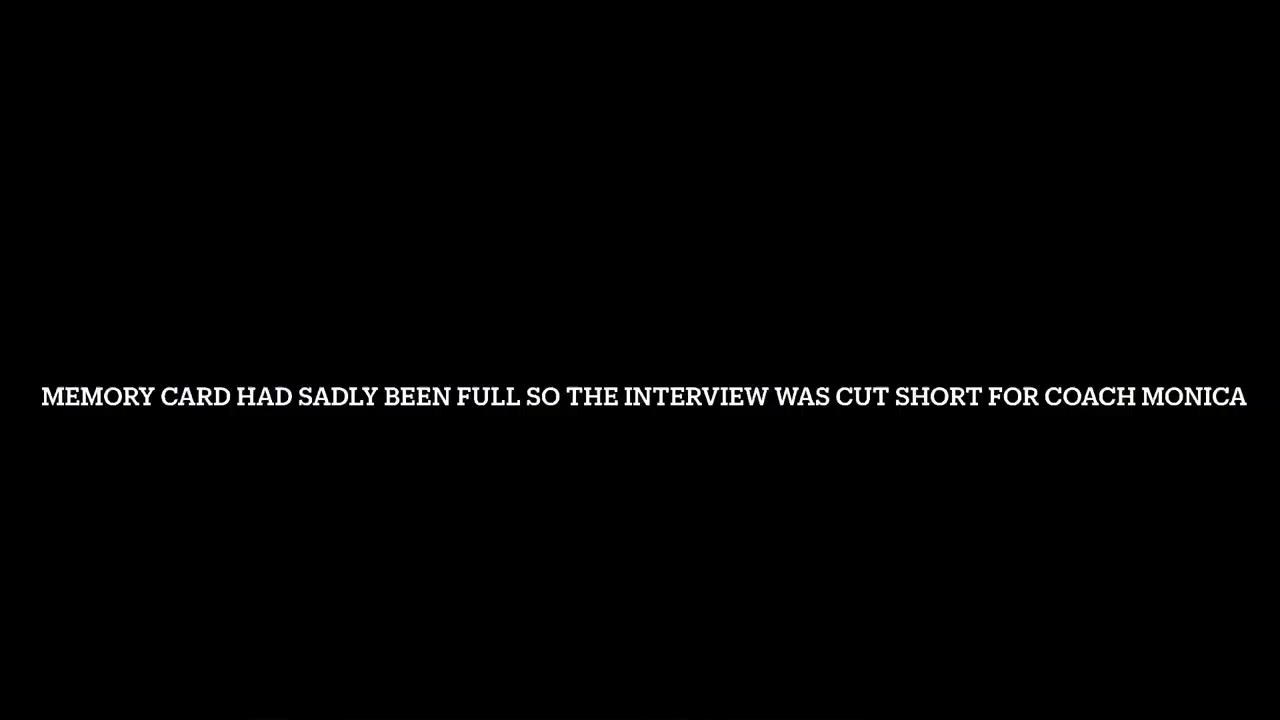 MEMORY CARD HAD SADLY BEEN FULL SO THE INTERVIEW WAS CUT SHORT FOR COACH MONICA